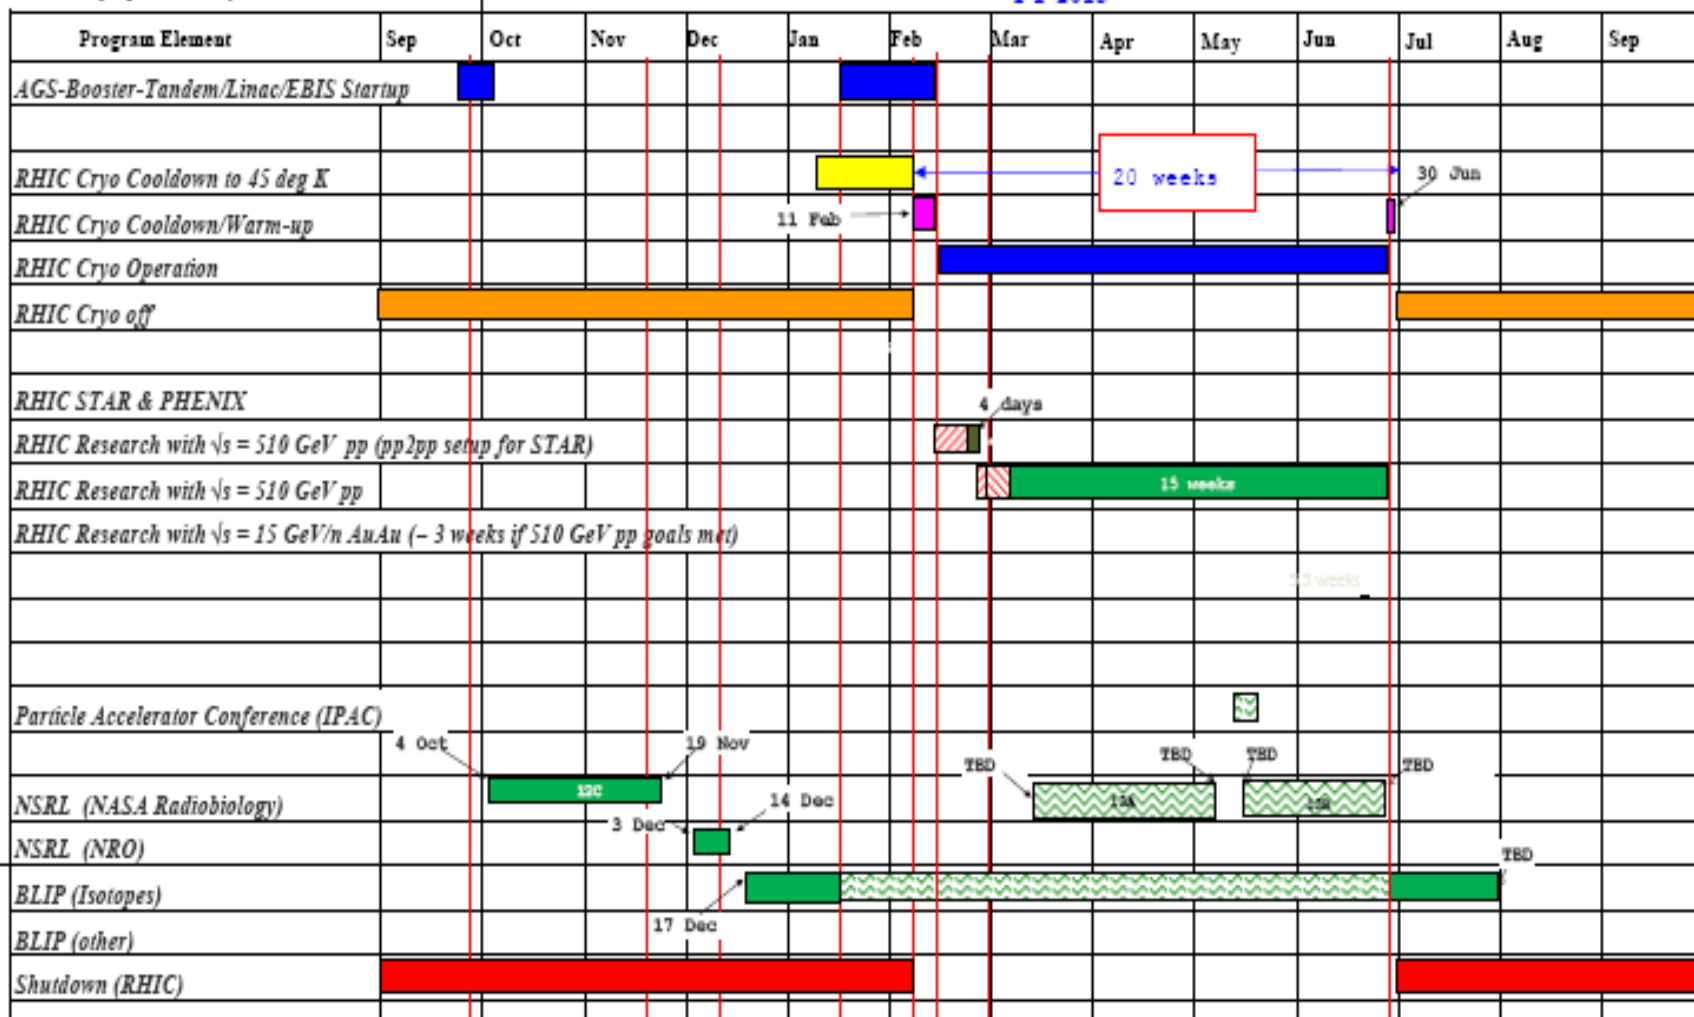 Program Element Sep Oct Nov Dec Jan Feb Mar Apr May Jun Jul Aug Sep
AGS-Booster-Tandem/Linac/EBIS Startup
RHIC Cryo Cooldown to 45 deg K
20 weeks
30 Jun
RHIC Cryo Cooldown/Warm-up
11 Feb
RHIC Cryo Operation
RHIC Cryo off
RHIC STAR & PHENIX
4 days
RHIC Research with √s = 510 GeV pp (pp2pp setup for STAR)
RHIC Research with √s = 510 GeV pp
15 weeks
RHIC Research with √s = 15 GeV/n AuAu (– 3 weeks if 510 GeV pp goals met)
weeks
Particle Accelerator Conference (IPAC)
4 Oct
19 Nov
TBD
TBD
TBD
TBD
NSRL (NASA Radiobiology)
12C
13A
14 Dec
3 Dec
NSRL (NRO)
TBD
BLIP (Isotopes)
17 Dec
BLIP (other)
Shutdown (RHIC)